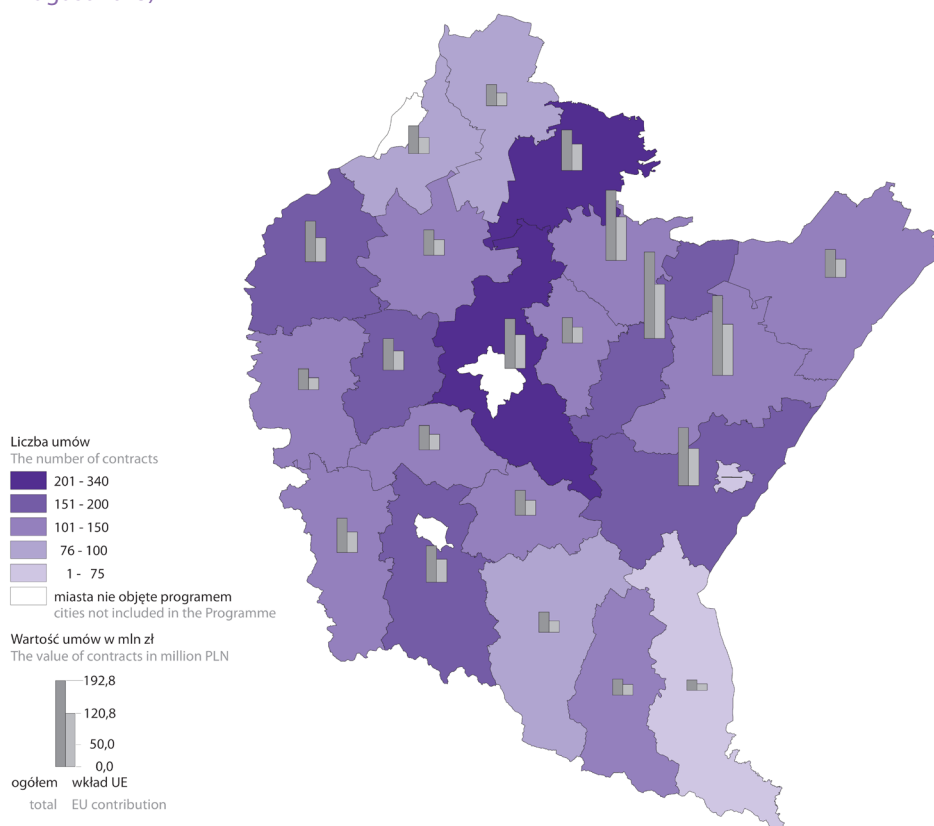 Liczba umów
The number of contracts
201 - 340
151 - 200
101 - 150
76 - 100
1 - 75
miasta nie objęte programem
cities not included in the Programme
Wartość umów w mln zł
The value of contracts in million PLN
192,8
120,8
50,0
0,0
ogółem wkład UE
total EU contribution